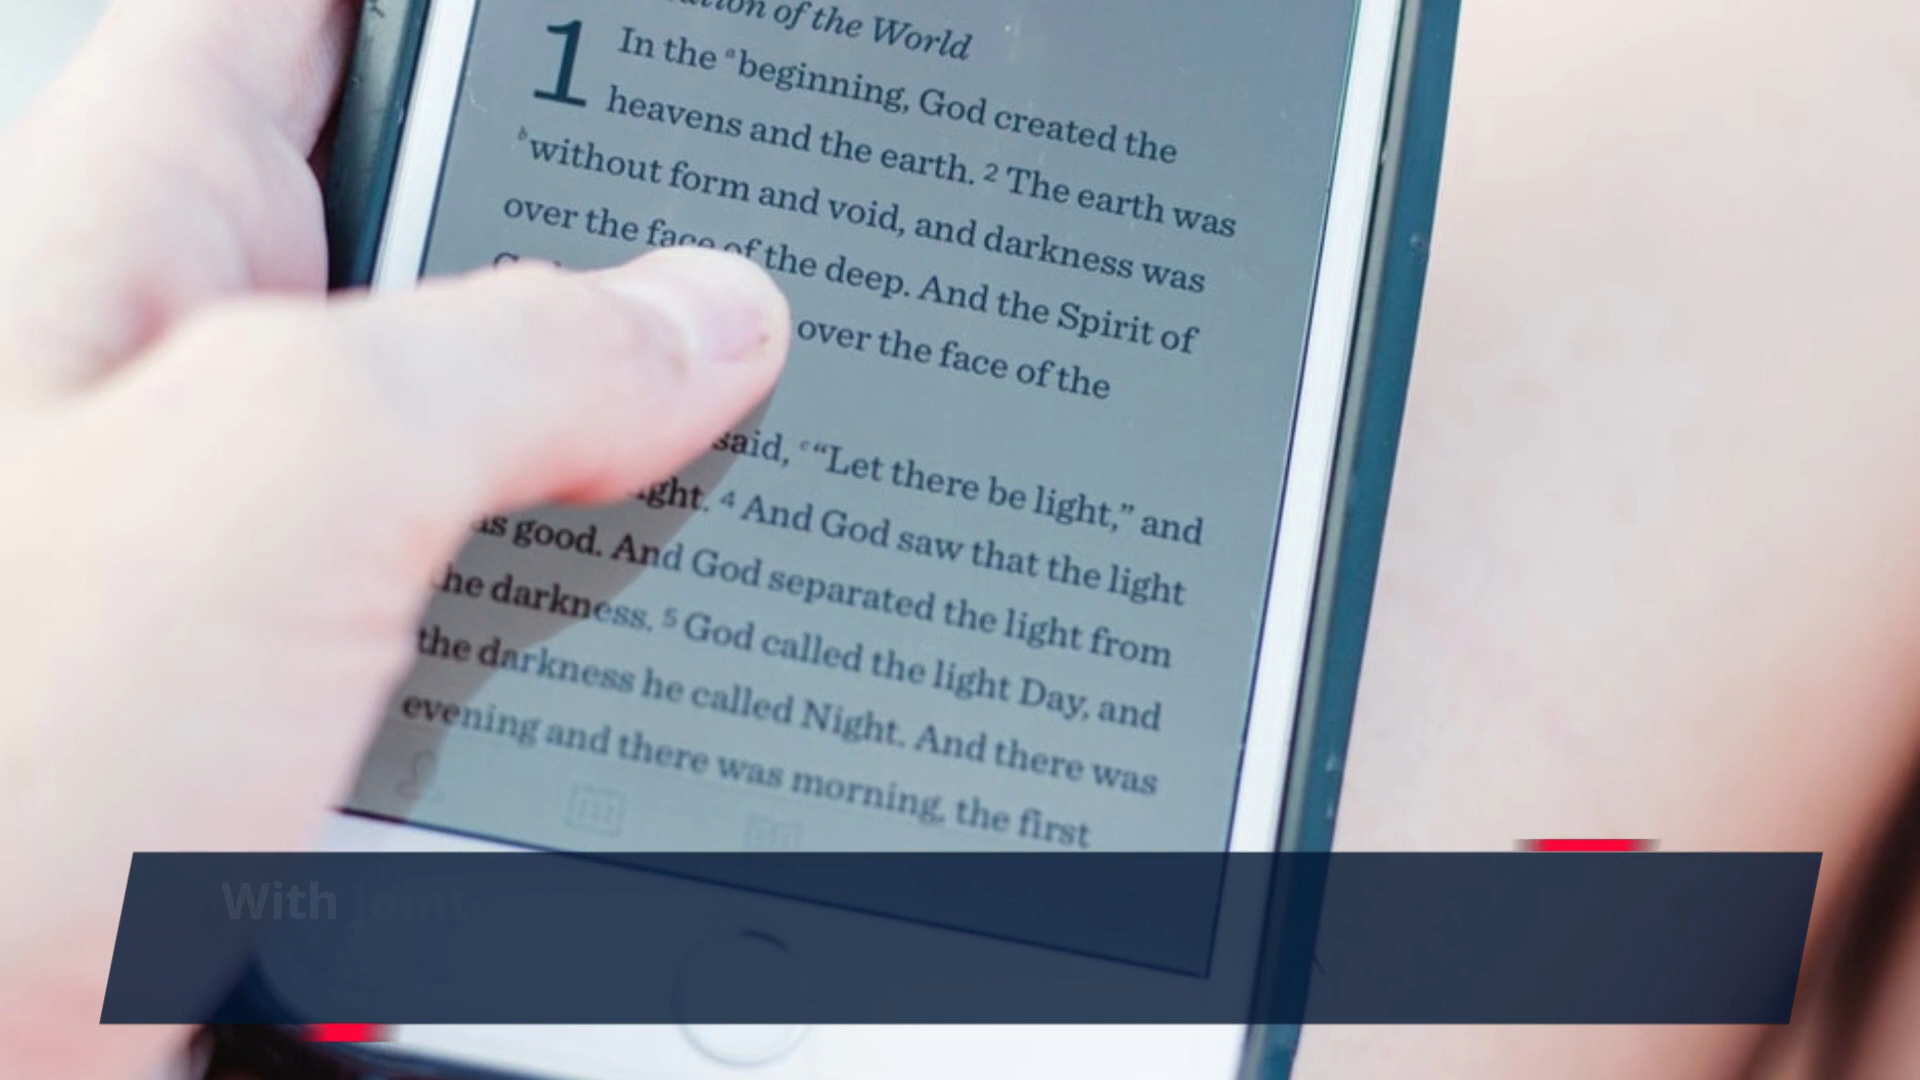 of the World
1 In the a beginning, God created the
heavens and the earth. 2 The earth was
b without form and void, and darkness was
over the face of the deep. And the Spirit of
over the face of the
said, c “Let there be light,” and
4 And God saw that the light
good. And God separated the light from
the darkness. 5 God called the light Day, and
the darkness he called Night. And there was
evening and there was morning, the first
With Joint